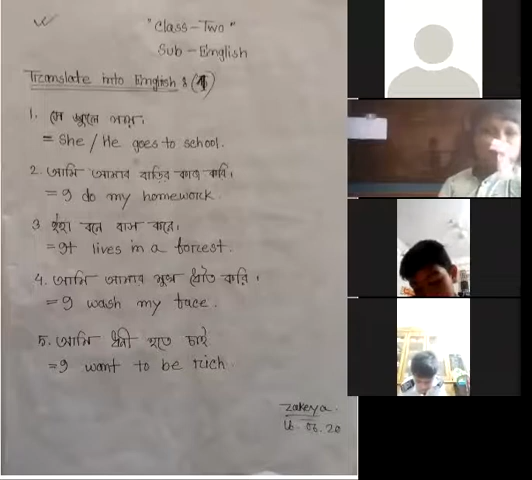 "Class-Two"
Sub-English
Translate into English & (1)
1. সে স্কুলে যায়।
= She / He goes to school.
2. আমি আমার বাড়ির কাজ করি।
= I do my homework.
3 ইহা বনে বাস করে।
= It lives in a forest.
4. আমি আমার মুখ ধৌত করি।
= I wash my face.
৫. আমি ধনী হতে চাই
= I want to be rich.
Zakeya.
16.06.20